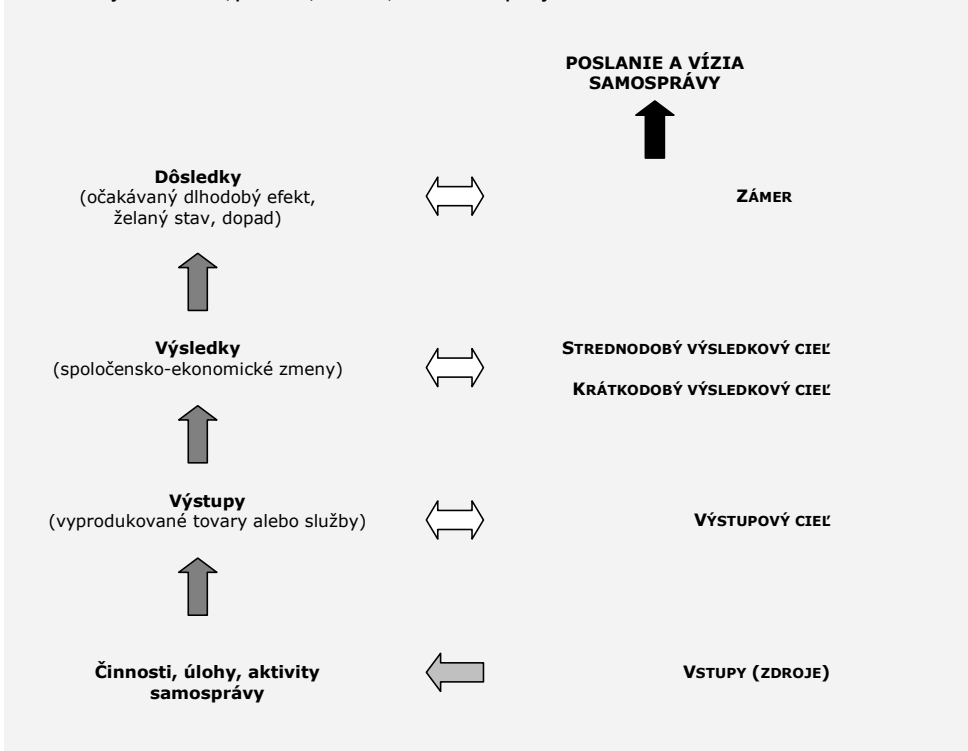 POSLANIE A VÍZIA
SAMOSPRÁVY
Dôsledky
(očakávaný dlhodobý efekt,
želaný stav, dopad)
ZÁMER
Výsledky
(spoločensko-ekonomické zmeny)
STREDNODOBÝ VÝSLEDKOVÝ CIEĽ
KRÁTKODOBÝ VÝSLEDKOVÝ CIEĽ
Výstupy
(vyprodukované tovary alebo služby)
VÝSTUPOVÝ CIEĽ
Činnosti, úlohy, aktivity
samosprávy
VSTUPY (ZDROJE)